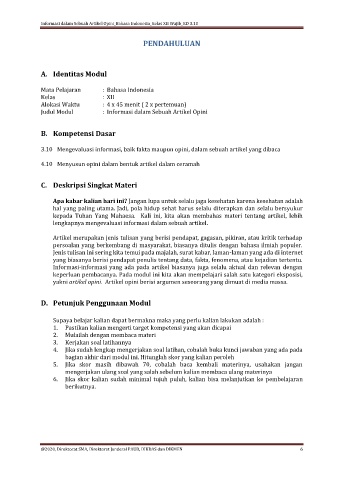 Informasi dalam Sebuah Artikel Opini_Bahasa Indonesia_Kelas XII Wajib_KD 3.10
PENDAHULUAN
A. Identitas Modul
Mata Pelajaran : Bahasa Indonesia
Kelas : XII
Alokasi Waktu : 4 x 45 menit ( 2 x pertemuan)
Judul Modul : Informasi dalam Sebuah Artikel Opini
B. Kompetensi Dasar
3.10 Mengevaluasi informasi, baik fakta maupun opini, dalam sebuah artikel yang dibaca
4.10 Menyusun opini dalam bentuk artikel dalam ceramah
C. Deskripsi Singkat Materi
Apa kabar kalian hari ini? Jangan lupa untuk selalu jaga kesehatan karena kesehatan adalah
hal yang paling utama. Jadi, pola hidup sehat harus selalu diterapkan dan selalu bersyukur
kepada Tuhan Yang Mahaesa. Kali ini, kita akan membahas materi tentang artikel, lebih
lengkapnya mengevaluasi informasi dalam sebuah artikel.
Artikel merupakan jenis tulisan yang berisi pendapat, gagasan, pikiran, atau kritik terhadap
persoalan yang berkembang di masyarakat, biasanya ditulis dengan bahasa ilmiah populer.
Jenis tulisan ini sering kita temui pada majalah, surat kabar, laman-laman yang ada di internet
yang biasanya berisi pendapat penulis tentang data, fakta, fenomena, atau kejadian tertentu.
Informasi-informasi yang ada pada artikel biasanya juga selalu aktual dan relevan dengan
keperluan pembacanya. Pada modul ini kita akan mempelajari salah satu kategori eksposisi,
yakni artikel opini. Artikel opini berisi argumen seseorang yang dimuat di media massa.
D. Petunjuk Penggunaan Modul
Supaya belajar kalian dapat bermakna maka yang perlu kalian lakukan adalah :
1. Pastikan kalian mengerti target kompetensi yang akan dicapai
2. Mulailah dengan membaca materi
3. Kerjakan soal latihannya
4. Jika sudah lengkap mengerjakan soal latihan, cobalah buka kunci jawaban yang ada pada
bagian akhir dari modul ini. Hitunglah skor yang kalian peroleh
5. Jika skor masih dibawah 70, cobalah baca kembali materinya, usahakan jangan
mengerjakan ulang soal yang salah sebelum kalian membaca ulang materinya
6. Jika skor kalian sudah minimal tujuh puluh, kalian bisa melanjutkan ke pembelajaran
berikutnya.
@2020, Direktorat SMA, Direktorat Jenderal PAUD, DIKDAS dan DIKMEN 6